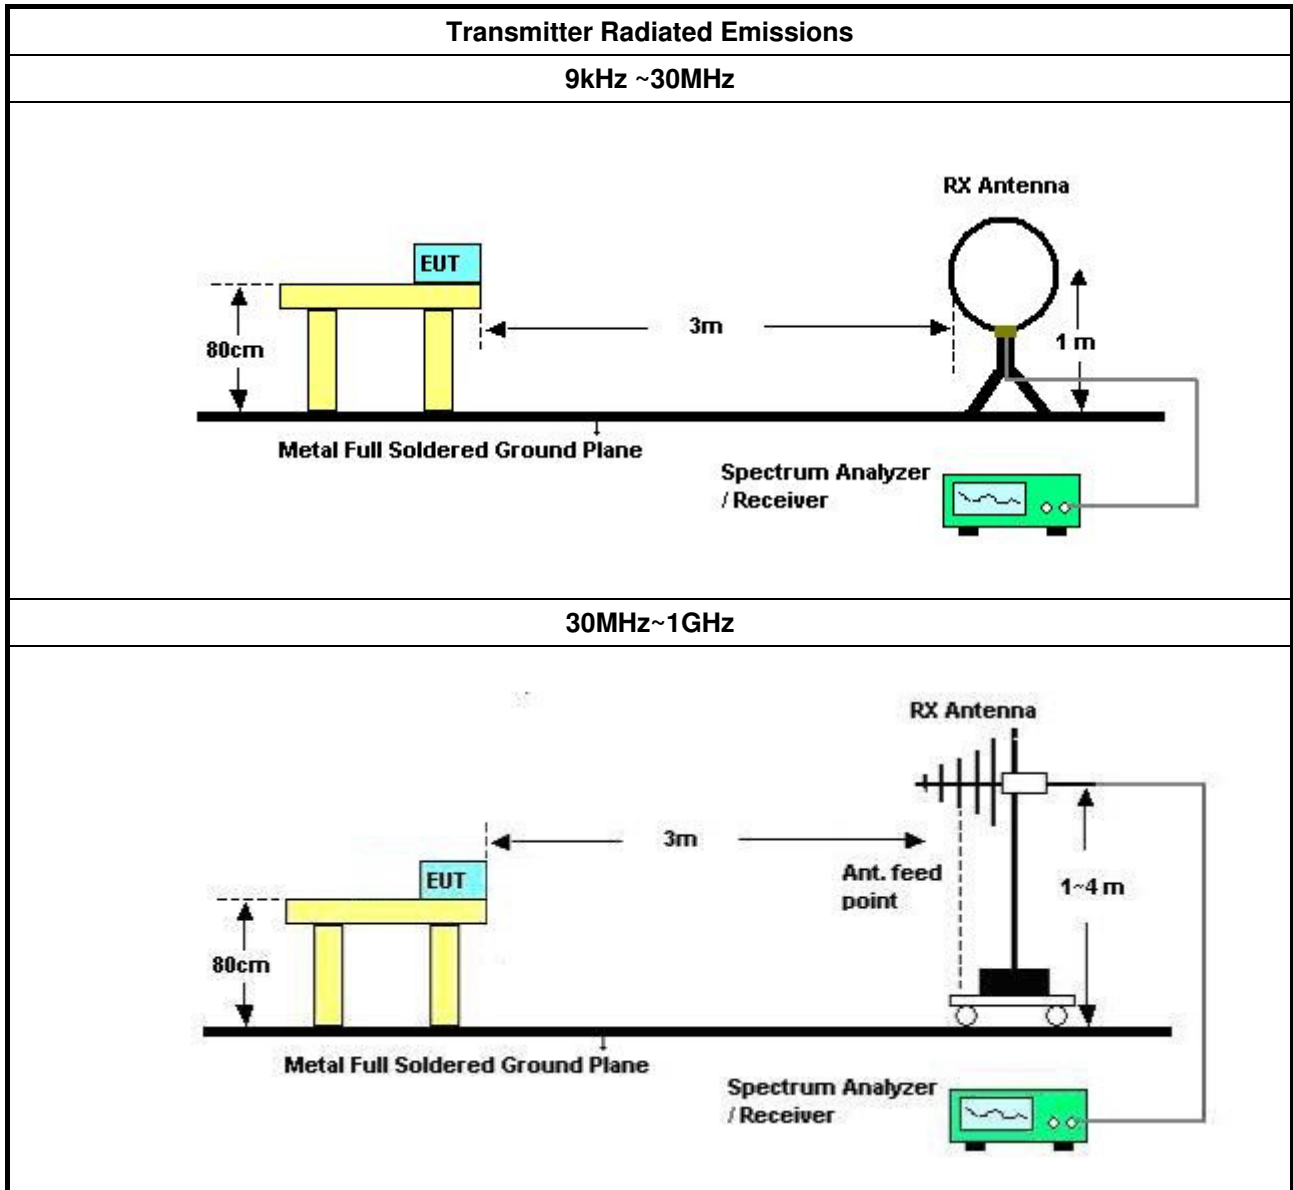 Transmitter Radiated Emissions
9kHz ~30MHz
RX Antenna
EUT
3m
1 m
80cm
Metal Full Soldered Ground Plane
Spectrum Analyzer
/ Receiver
30MHz~1GHz
RX Antenna
3m
Ant. feed
point
EUT
1~4 m
80cm
Metal Full Soldered Ground Plane
Spectrum Analyzer
/ Receiver